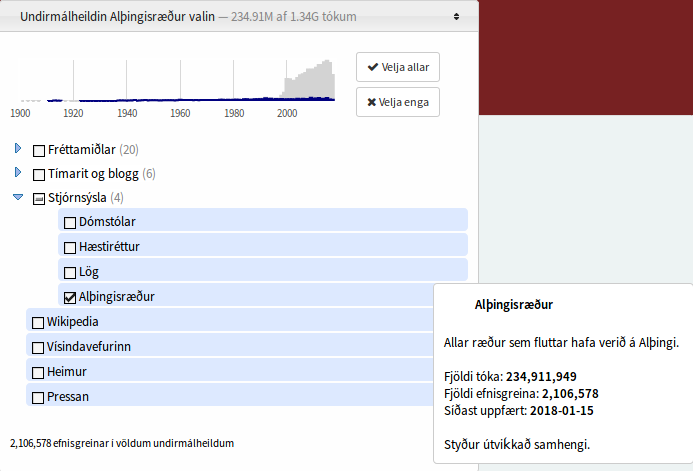 Undirmálheildin Alþingisræður valin — 234.91M af 1.34G tókum
Velja allar
Velja enga
1900 1920 1940 1960 1980 2000
Fréttamiðlar (20)
Tímarit og blogg (6)
Stjórnsýsla (4)
Dómstólar
Hæstiréttur
Lög
Alþingisræður
Wikipedia
Vísindavefurinn
Heimur
Pressan
2,106,578 efnisgreinar í völdum undirmálheildum
Alþingisræður
Allar ræður sem fluttar hafa verið á Alþingi.
Fjöldi tóka: 234,911,949
Fjöldi efnisgreina: 2,106,578
Síðast uppfært: 2018-01-15
Styður útvíkkað samhengi.